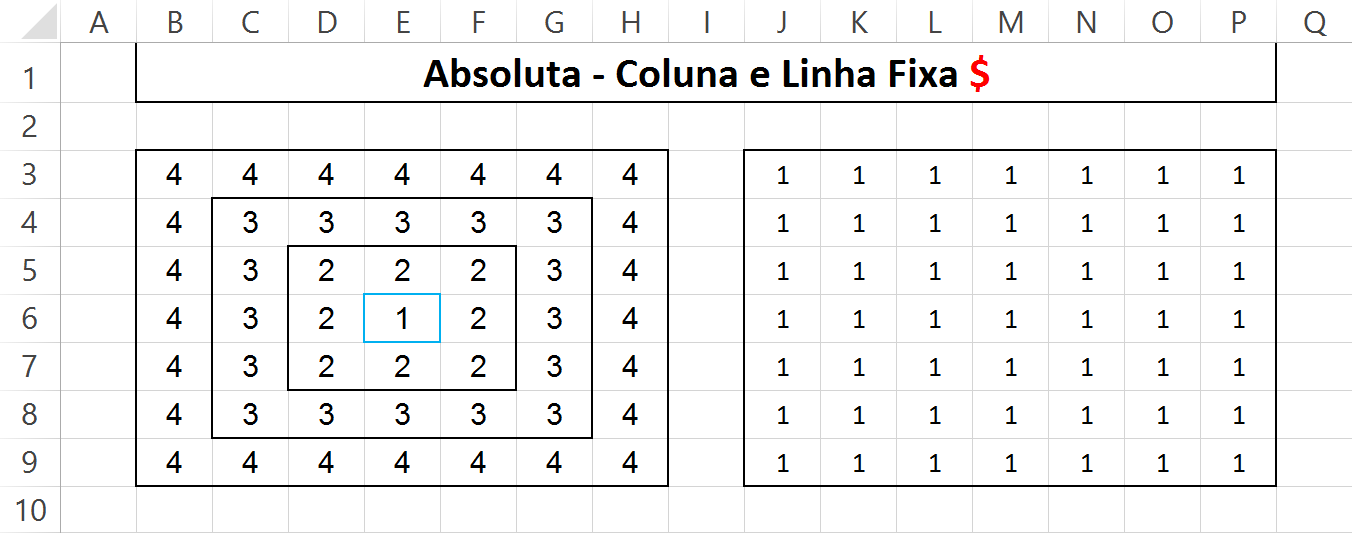 A B C D E F G H I J K L M N O P Q
1 Absoluta - Coluna e Linha Fixa $
2
3 4 4 4 4 4 4 4 1 1 1 1 1 1 1
4 4 3 3 3 3 3 4 1 1 1 1 1 1 1
5 4 3 2 2 2 3 4 1 1 1 1 1 1 1
6 4 3 2 1 2 3 4 1 1 1 1 1 1 1
7 4 3 2 2 2 3 4 1 1 1 1 1 1 1
8 4 3 3 3 3 3 4 1 1 1 1 1 1 1
9 4 4 4 4 4 4 4 1 1 1 1 1 1 1
10